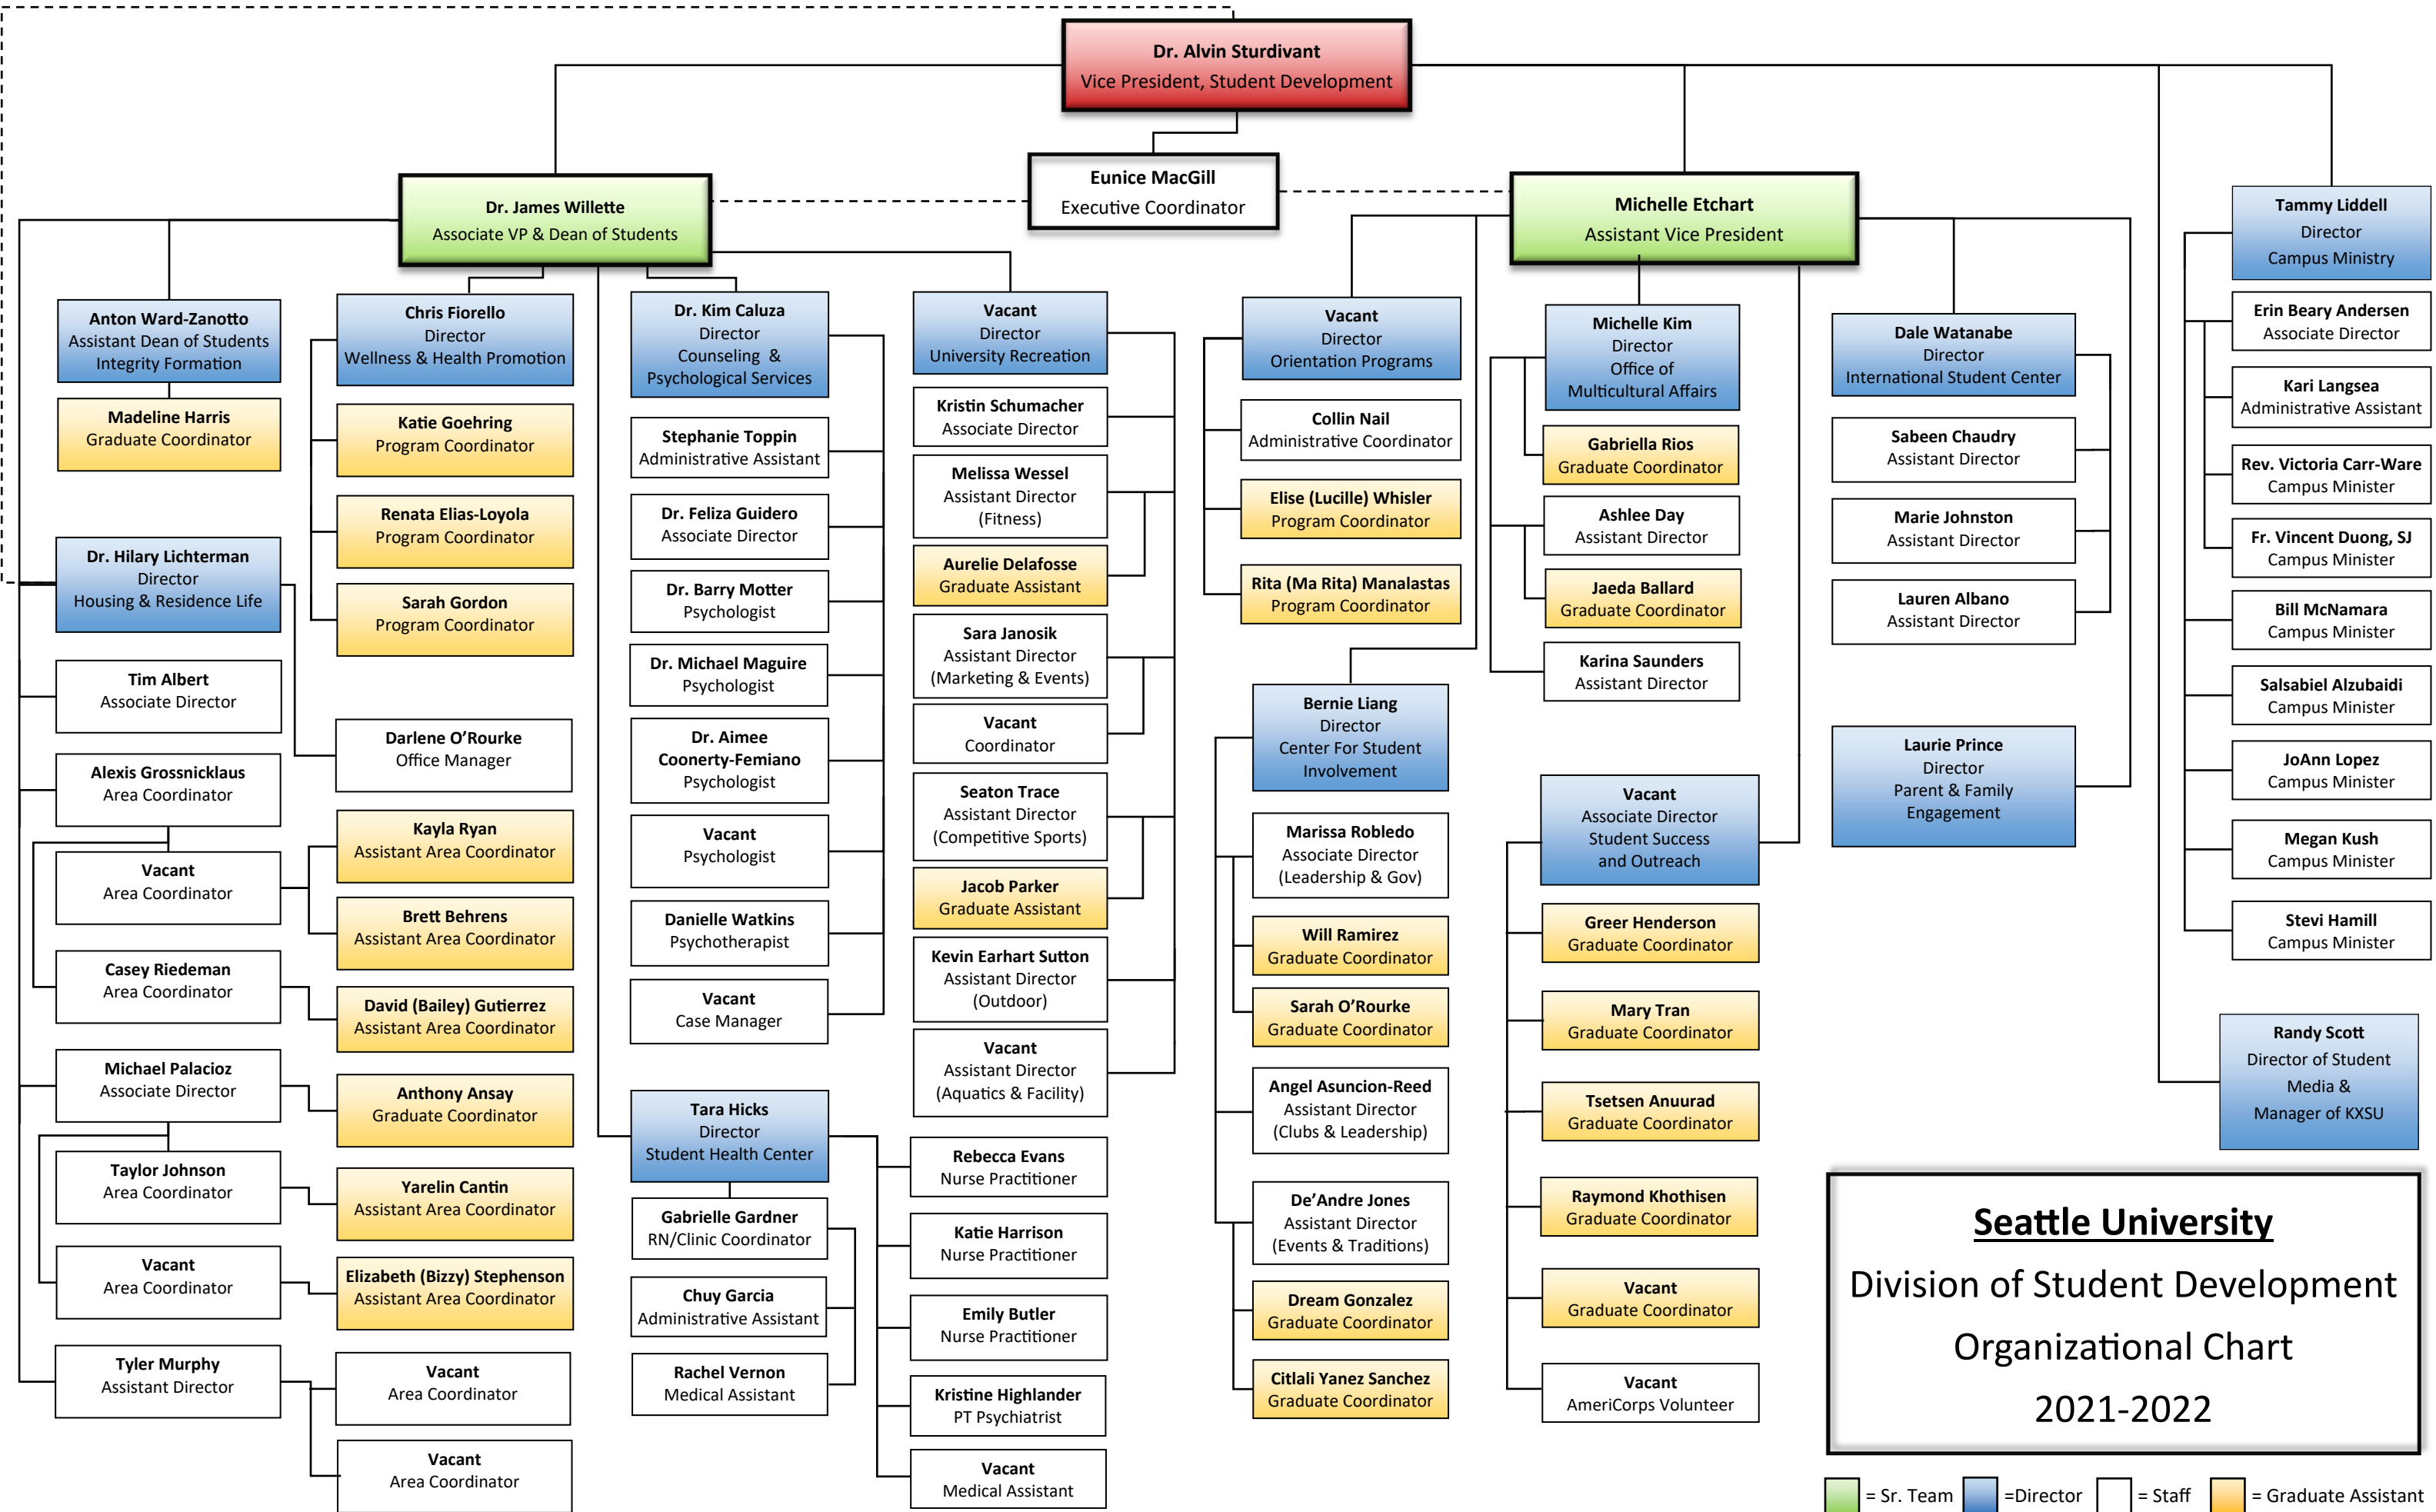 Dr. Alvin Sturdivant
Vice President, Student Development
Eunice MacGill
Executive Coordinator
Dr. James Willette
Associate VP & Dean of Students
Michelle Etchart
Assistant Vice President
Anton Ward-Zanotto
Assistant Dean of Students
Integrity Formation
Madeline Harris
Graduate Coordinator
Dr. Hilary Lichterman
Director
Housing & Residence Life
Tim Albert
Associate Director
Alexis Grossnicklaus
Area Coordinator
Vacant
Area Coordinator
Casey Riedeman
Area Coordinator
Michael Palacioz
Associate Director
Taylor Johnson
Area Coordinator
Vacant
Area Coordinator
Tyler Murphy
Assistant Director
Chris Fiorello
Director
Wellness & Health Promotion
Katie Goehring
Program Coordinator
Renata Elias-Loyola
Program Coordinator
Sarah Gordon
Program Coordinator
Darlene O’Rourke
Office Manager
Kayla Ryan
Assistant Area Coordinator
Brett Behrens
Assistant Area Coordinator
David (Bailey) Gutierrez
Assistant Area Coordinator
Anthony Ansay
Graduate Coordinator
Yarelin Cantin
Assistant Area Coordinator
Elizabeth (Bizzy) Stephenson
Assistant Area Coordinator
Vacant
Area Coordinator
Vacant
Area Coordinator
Dr. Kim Caluza
Director
Counseling &
Psychological Services
Stephanie Toppin
Administrative Assistant
Dr. Feliza Guidero
Associate Director
Dr. Barry Motter
Psychologist
Dr. Michael Maguire
Psychologist
Dr. Aimee
Coonerty-Femiano
Psychologist
Vacant
Psychologist
Danielle Watkins
Psychotherapist
Vacant
Case Manager
Tara Hicks
Director
Student Health Center
Gabrielle Gardner
RN/Clinic Coordinator
Chuy Garcia
Administrative Assistant
Rachel Vernon
Medical Assistant
Vacant
Director
University Recreation
Kristin Schumacher
Associate Director
Melissa Wessel
Assistant Director
(Fitness)
Aurelie Delafosse
Graduate Assistant
Sara Janosik
Assistant Director
(Marketing & Events)
Vacant
Coordinator
Seaton Trace
Assistant Director
(Competitive Sports)
Jacob Parker
Graduate Assistant
Kevin Earhart Sutton
Assistant Director
(Outdoor)
Vacant
Assistant Director
(Aquatics & Facility)
Rebecca Evans
Nurse Practitioner
Katie Harrison
Nurse Practitioner
Emily Butler
Nurse Practitioner
Kristine Highlander
PT Psychiatrist
Vacant
Medical Assistant
Vacant
Director
Orientation Programs
Collin Nail
Administrative Coordinator
Elise (Lucille) Whisler
Program Coordinator
Rita (Ma Rita) Manalastas
Program Coordinator
Bernie Liang
Director
Center For Student
Involvement
Marissa Robledo
Associate Director
(Leadership & Gov)
Will Ramirez
Graduate Coordinator
Sarah O’Rourke
Graduate Coordinator
Angel Asuncion-Reed
Assistant Director
(Clubs & Leadership)
De’Andre Jones
Assistant Director
(Events & Traditions)
Dream Gonzalez
Graduate Coordinator
Citlali Yanez Sanchez
Graduate Coordinator
Michelle Kim
Director
Office of
Multicultural Affairs
Gabriella Rios
Graduate Coordinator
Ashlee Day
Assistant Director
Jaeda Ballard
Graduate Coordinator
Karina Saunders
Assistant Director
Vacant
Associate Director
Student Success
and Outreach
Greer Henderson
Graduate Coordinator
Mary Tran
Graduate Coordinator
Tsetsen Anuurad
Graduate Coordinator
Raymond Khothisen
Graduate Coordinator
Vacant
Graduate Coordinator
Vacant
AmeriCorps Volunteer
Dale Watanabe
Director
International Student Center
Sabeen Chaudry
Assistant Director
Marie Johnston
Assistant Director
Lauren Albano
Assistant Director
Laurie Prince
Director
Parent & Family
Engagement
Tammy Liddell
Director
Campus Ministry
Erin Beary Andersen
Associate Director
Kari Langsea
Administrative Assistant
Rev. Victoria Carr-Ware
Campus Minister
Fr. Vincent Duong, SJ
Campus Minister
Bill McNamara
Campus Minister
Salsabiel Alzubaidi
Campus Minister
JoAnn Lopez
Campus Minister
Megan Kush
Campus Minister
Stevi Hamill
Campus Minister
Randy Scott
Director of Student
Media &
Manager of KXSU
Seattle University
Division of Student Development
Organizational Chart
2021-2022
= Sr. Team =Director = Staff = Graduate Assistant